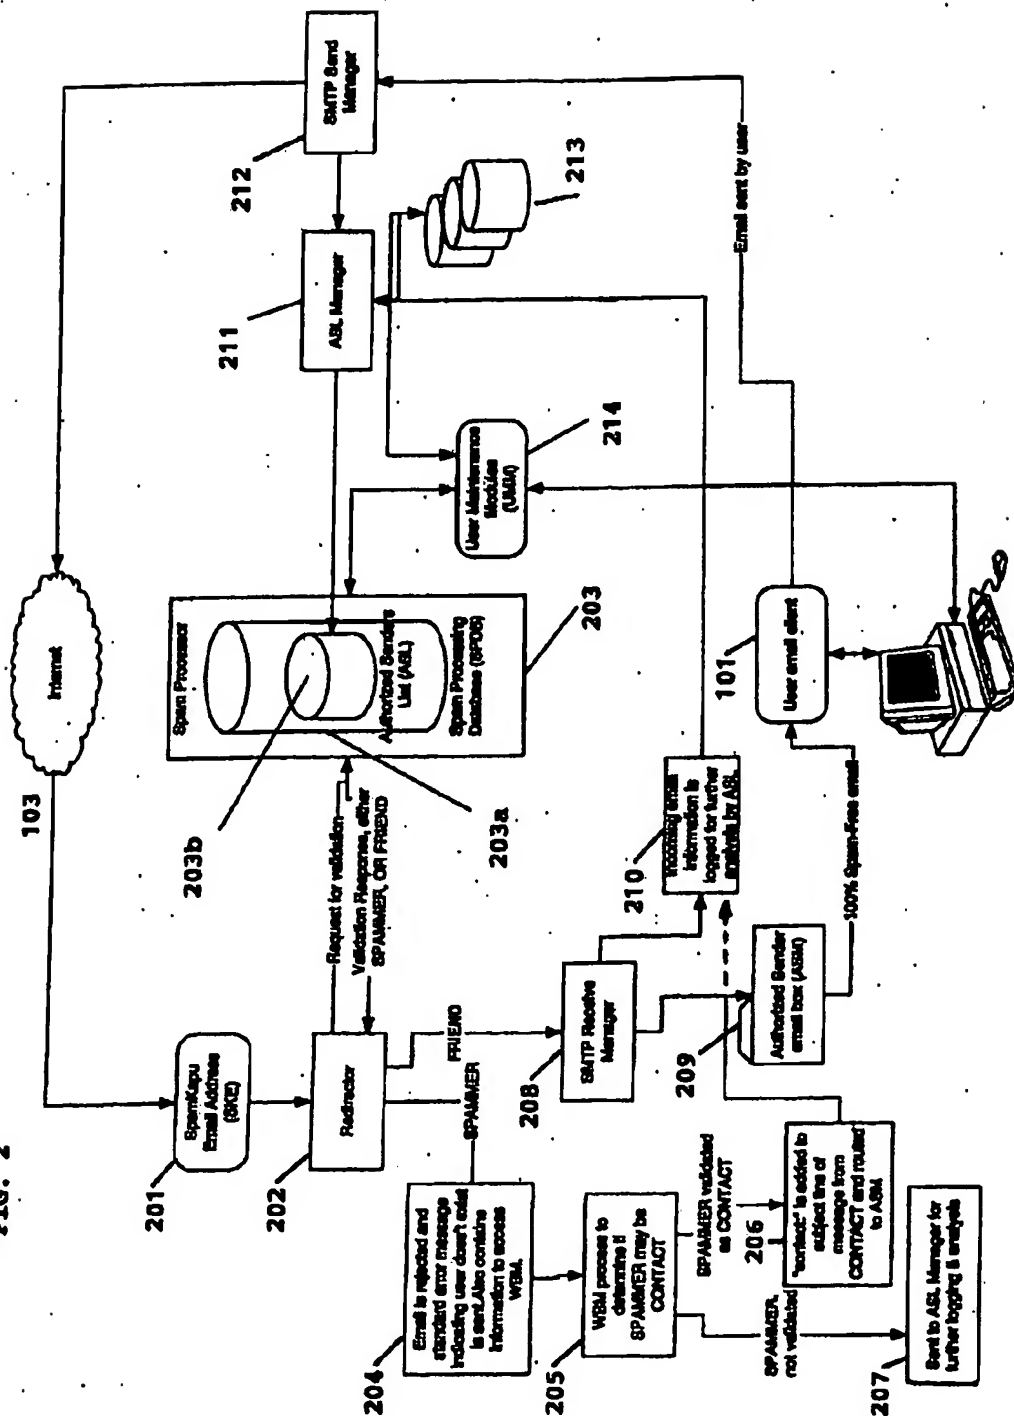 FIG. 2
Internet
103
SpamKapu
Email Address
(SKE)
201
Redirector
202
Request for validation
Validation Response, either
SPAMMER, OR FRIEND
Spam Processor
Authorized Senders
List (ASL)
Spam Processing
Database (SPDB)
203
203a
203b
SPAMMER
FRIEND
Email is rejected and
standard error message
indicating user doesn't exist
is sent. Also contains
information to access
WBM.
204
WBM process to
determine if
SPAMMER may be
CONTACT
205
SPAMMER validated
as CONTACT
SPAMMER
not validated
206
"contact:" is added to
subject line of
message from
CONTACT and routed
to ASM
Sent to ASL Manager for
further logging & analysis
207
SMTP Receive
Manager
208
Authorized Sender
email box (ASM)
209
Incoming email
information is
logged for further
analysis by ASL
210
100% Spam-Free email
User email client
101
Email sent by user
ASL Manager
211
SMTP Send
Manager
212
213
User Maintenance
Modules
(UMM)
214